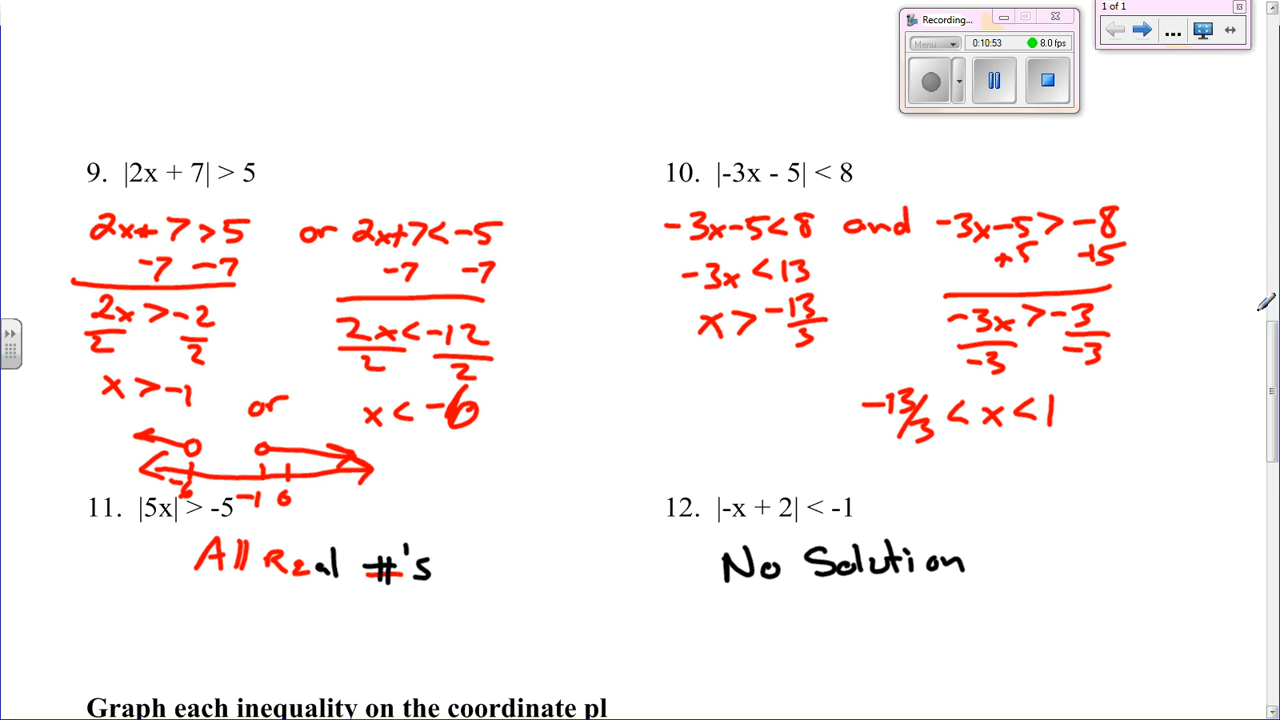 Recording...
1 of 1
Menu
0:10:53
8.0 fps
...
9. |2x + 7| > 5
2x+7>5 or 2x+7<-5
-7 -7 -7 -7
2x>-2 2x<-12
2 2 2 2
x>-1 or x<-6
-6 -1 0
10. |-3x - 5| < 8
-3x-5<8 and -3x-5>-8
+5 +5
-3x<13 -3x>-3
-3 -3
x>-13/3
-13/3<x<1
11. |5x| > -5
All Real #'s
12. |-x + 2| < -1
No Solution
Graph each inequality on the coordinate pl